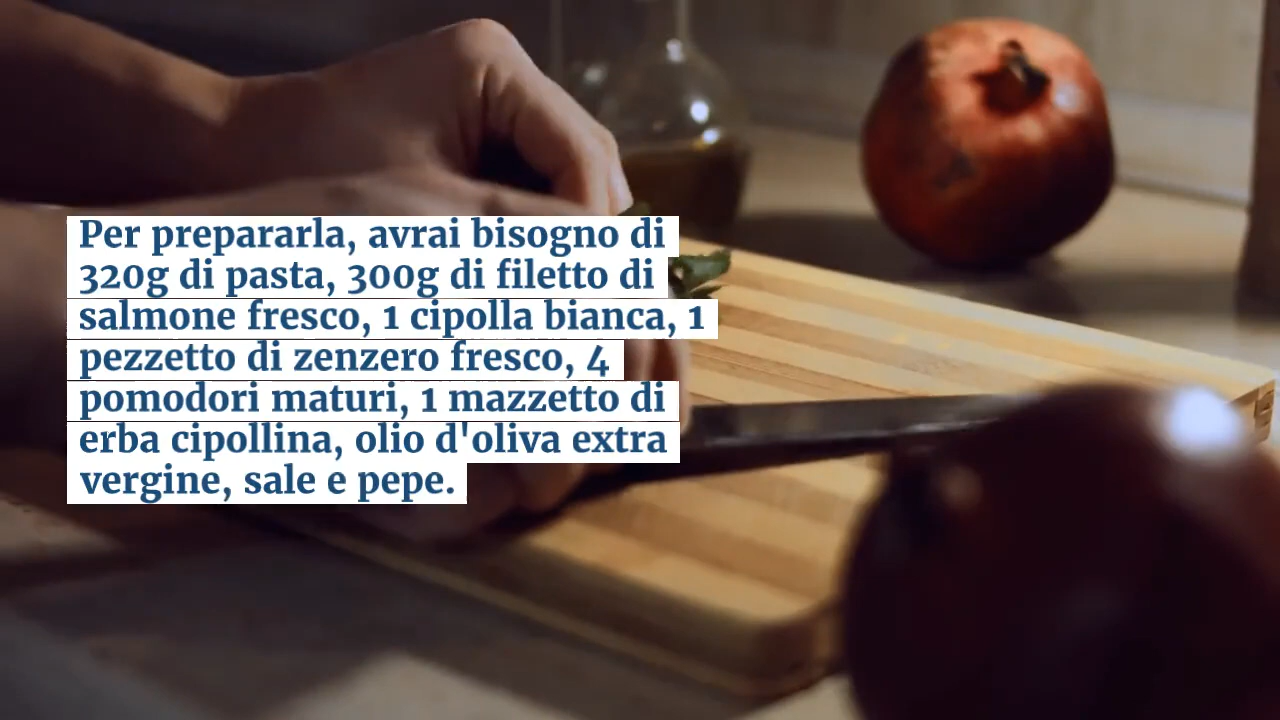 Per prepararla, avrai bisogno di
320g di pasta, 300g di filetto di
salmone fresco, 1 cipolla bianca, 1
pezzetto di zenzero fresco, 4
pomodori maturi, 1 mazzetto di
erba cipollina, olio d'oliva extra
vergine, sale e pepe.